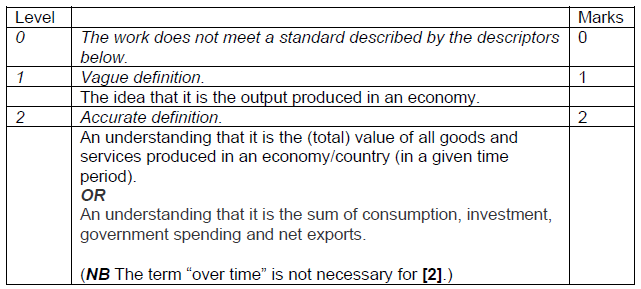 Level Marks
0 The work does not meet a standard described by the descriptors 0
below.
1 Vague definition. 1
The idea that it is the output produced in an economy.
2 Accurate definition. 2
An understanding that it is the (total) value of all goods and
services produced in an economy/country (in a given time
period).
OR
An understanding that it is the sum of consumption, investment,
government spending and net exports.
(NB The term “over time” is not necessary for [2].)